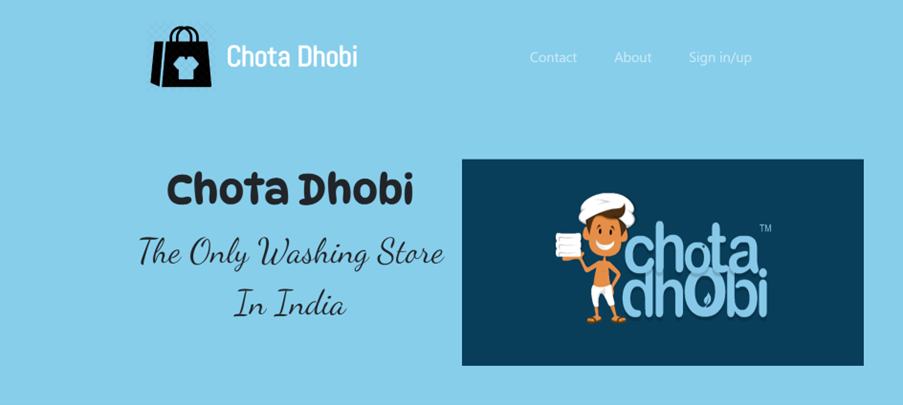 Chota Dhobi
Contact About Sign in/up
Chota Dhobi
The Only Washing Store
In India
chota TM
dhobi